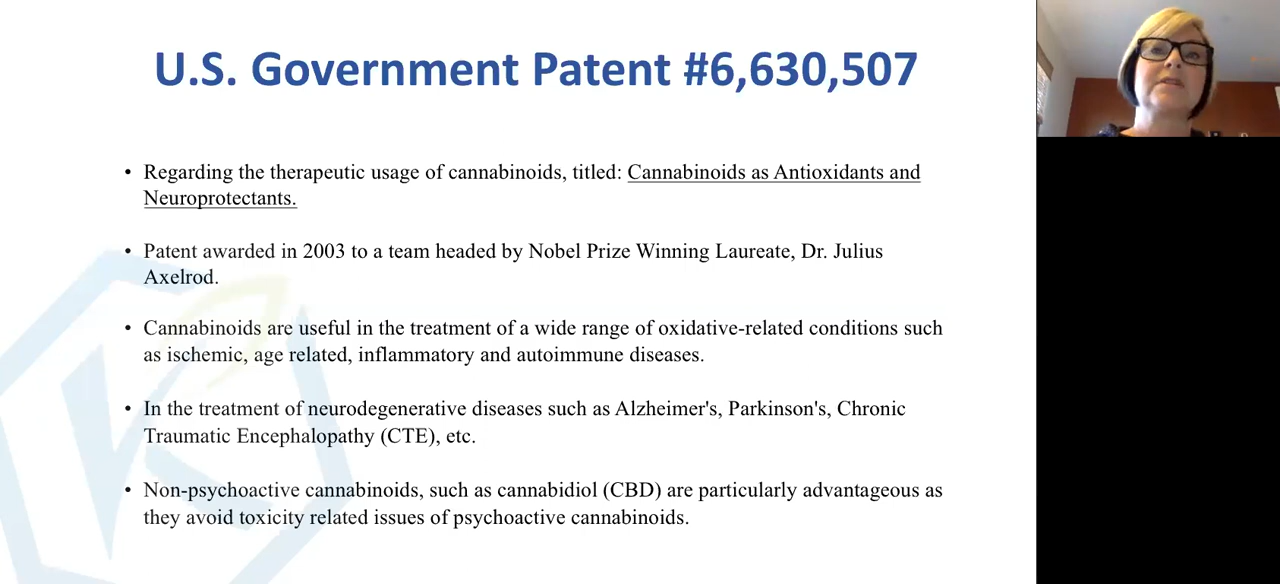 U.S. Government Patent #6,630,507
• Regarding the therapeutic usage of cannabinoids, titled: Cannabinoids as Antioxidants and
Neuroprotectants.
• Patent awarded in 2003 to a team headed by Nobel Prize Winning Laureate, Dr. Julius
Axelrod.
• Cannabinoids are useful in the treatment of a wide range of oxidative-related conditions such
as ischemic, age related, inflammatory and autoimmune diseases.
• In the treatment of neurodegenerative diseases such as Alzheimer's, Parkinson's, Chronic
Traumatic Encephalopathy (CTE), etc.
• Non-psychoactive cannabinoids, such as cannabidiol (CBD) are particularly advantageous as
they avoid toxicity related issues of psychoactive cannabinoids.